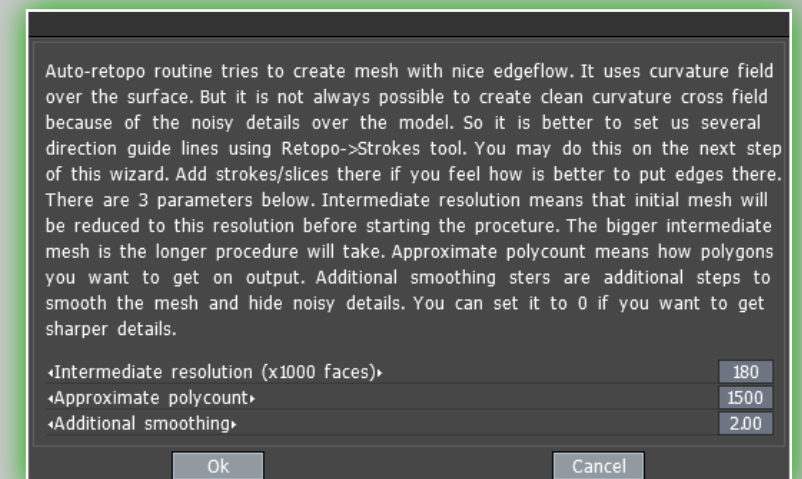 Auto-retopo routine tries to create mesh with nice edgeflow. It uses curvature field
over the surface. But it is not always possible to create clean curvature cross field
because of the noisy details over the model. So it is better to set us several
direction guide lines using Retopo->Strokes tool. You may do this on the next step
of this wizard. Add strokes/slices there if you feel how is better to put edges there.
There are 3 parameters below. Intermediate resolution means that initial mesh will
be reduced to this resolution before starting the proceture. The bigger intermediate
mesh is the longer procedure will take. Approximate polycount means how polygons
you want to get on output. Additional smoothing sters are additional steps to
smooth the mesh and hide noisy details. You can set it to 0 if you want to get
sharper details.
Intermediate resolution (x1000 faces) 180
Approximate polycount 1500
Additional smoothing 2.00
Ok Cancel